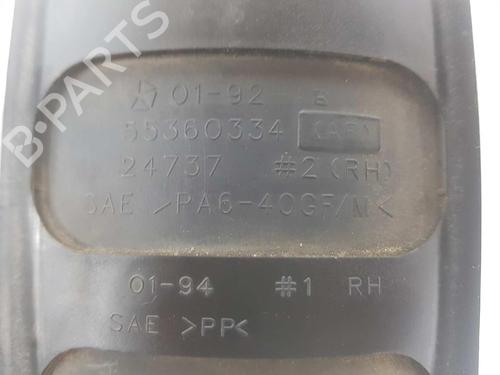 B-PARTS
01-92
55360334
24737 #2 (RH)
SAE >PA6-40GF/M<
01-94 #1 RH
SAE >PP<